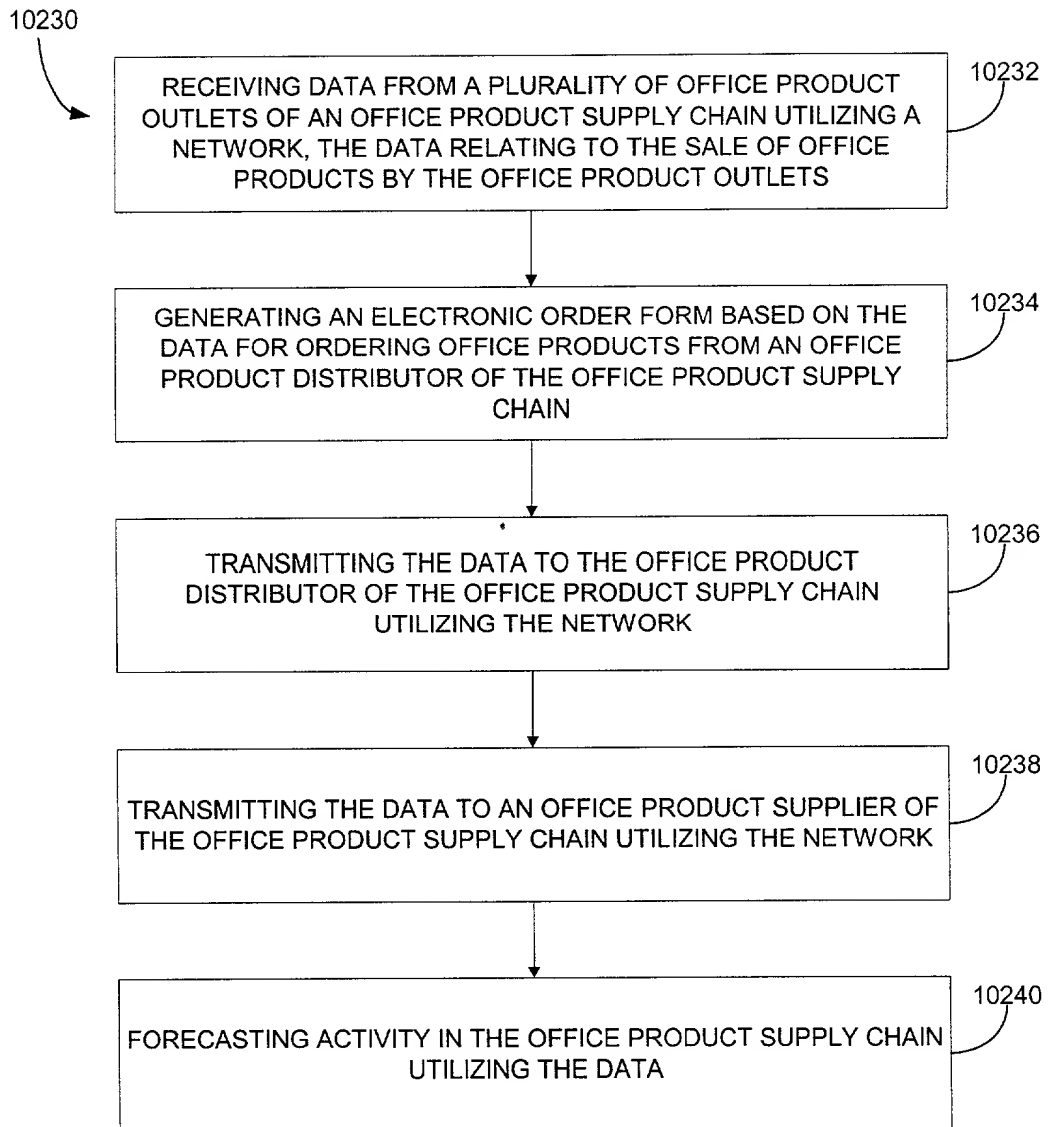 10230
RECEIVING DATA FROM A PLURALITY OF OFFICE PRODUCT
OUTLETS OF AN OFFICE PRODUCT SUPPLY CHAIN UTILIZING A
NETWORK, THE DATA RELATING TO THE SALE OF OFFICE
PRODUCTS BY THE OFFICE PRODUCT OUTLETS
10232
GENERATING AN ELECTRONIC ORDER FORM BASED ON THE
DATA FOR ORDERING OFFICE PRODUCTS FROM AN OFFICE
PRODUCT DISTRIBUTOR OF THE OFFICE PRODUCT SUPPLY
CHAIN
10234
TRANSMITTING THE DATA TO THE OFFICE PRODUCT
DISTRIBUTOR OF THE OFFICE PRODUCT SUPPLY CHAIN
UTILIZING THE NETWORK
10236
TRANSMITTING THE DATA TO AN OFFICE PRODUCT SUPPLIER OF
THE OFFICE PRODUCT SUPPLY CHAIN UTILIZING THE NETWORK
10238
FORECASTING ACTIVITY IN THE OFFICE PRODUCT SUPPLY CHAIN
UTILIZING THE DATA
10240